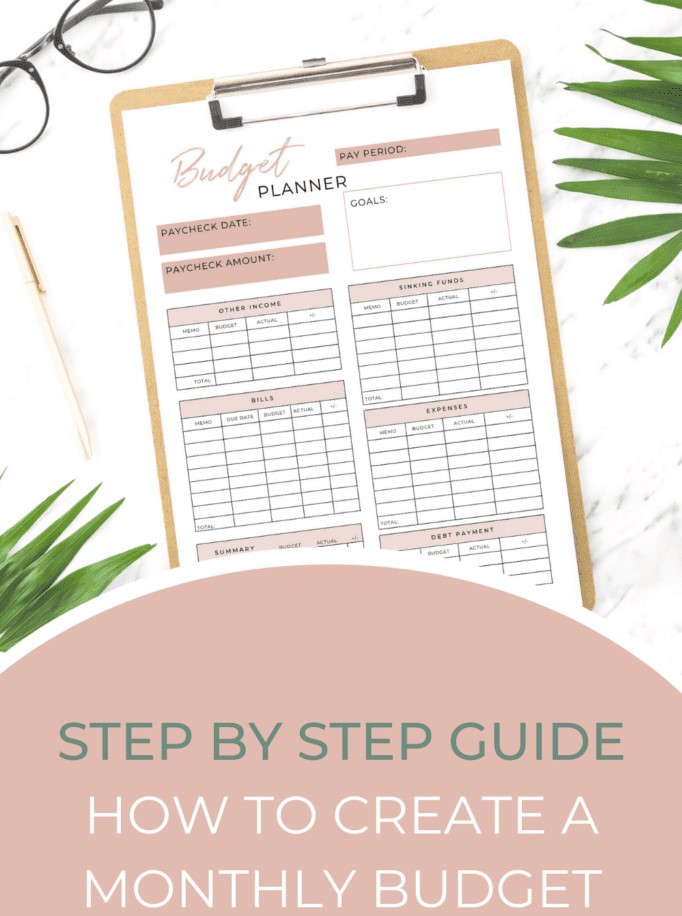 Budget
PLANNER
PAY PERIOD:
GOALS:
PAYCHECK DATE:
PAYCHECK AMOUNT:
OTHER INCOME
MEMO BUDGET ACTUAL +/-
TOTAL:
SINKING FUNDS
MEMO BUDGET ACTUAL +/-
TOTAL:
BILLS
MEMO DUE DATE BUDGET ACTUAL +/-
TOTAL:
EXPENSES
MEMO BUDGET ACTUAL +/-
TOTAL:
SUMMARY BUDGET ACTUAL +/-
DEBT PAYMENT
BUDGET ACTUAL +/-
STEP BY STEP GUIDE
HOW TO CREATE A
MONTHLY BUDGET